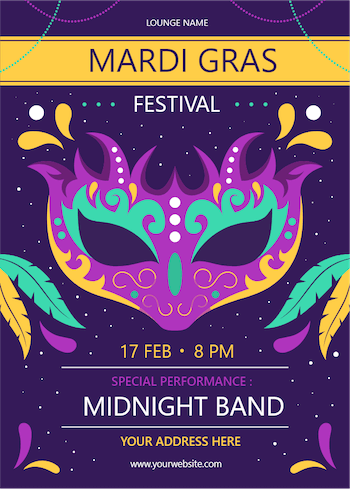 LOUNGE NAME
MARDI GRAS
FESTIVAL
17 FEB • 8 PM
SPECIAL PERFORMANCE :
MIDNIGHT BAND
YOUR ADDRESS HERE
www.yourwebsite.com